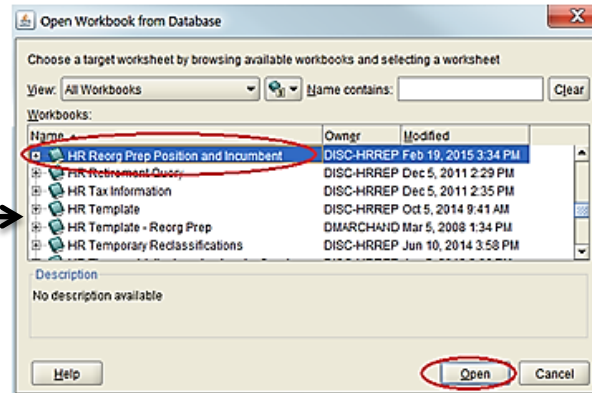 Open Workbook from Database
Choose a target worksheet by browsing available workbooks and selecting a worksheet
View: All Workbooks Name contains: Clear
Workbooks:
Name Owner Modified
HR Reorg Prep Position and Incumbent DISC-HRREP Feb 19, 2015 3:34 PM
HR Retirement Query DISC-HRREP Dec 5, 2011 2:29 PM
HR Tax Information DISC-HRREP Dec 5, 2011 2:35 PM
HR Template DISC-HRREP Oct 5, 2014 9:41 AM
HR Template - Reorg Prep DMARCHAND Mar 5, 2008 1:34 PM
HR Temporary Reclassifications DISC-HRREP Jun 10, 2014 3:58 PM
Description
No description available
Help Open Cancel